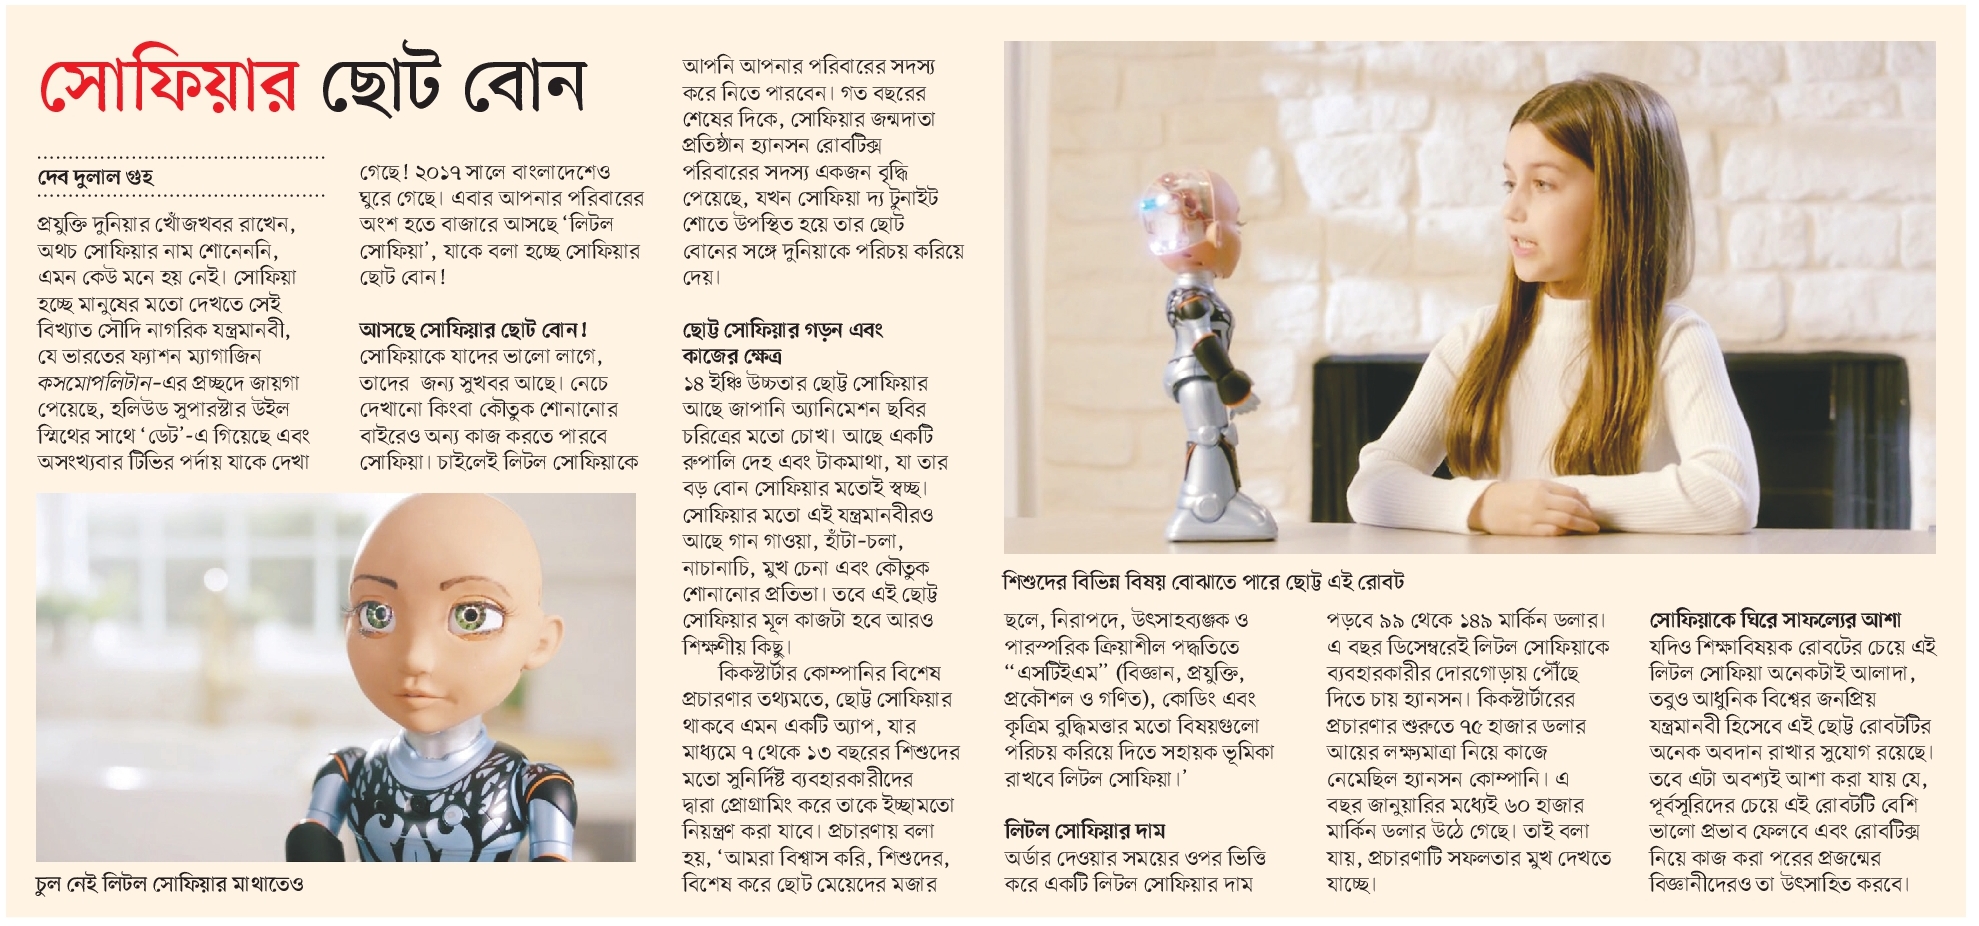 সোফিয়ার ছোট বোন
দেব দুলাল গুহ
প্রযুক্তি দুনিয়ার খোঁজখবর রাখেন,
অথচ সোফিয়ার নাম শোনেননি,
এমন কেউ মনে হয় নেই। সোফিয়া
হচ্ছে মানুষের মতো দেখতে সেই
বিখ্যাত সৌদি নাগরিক যন্ত্রমানবী,
যে ভারতের ফ্যাশন ম্যাগাজিন
কসমোপলিটান-এর প্রচ্ছদে জায়গা
পেয়েছে, হলিউড সুপারস্টার উইল
স্মিথের সাথে ‘ডেট’-এ গিয়েছে এবং
অসংখ্যবার টিভির পর্দায় যাকে দেখা
গেছে! ২০১৭ সালে বাংলাদেশেও
ঘুরে গেছে। এবার আপনার পরিবারের
অংশ হতে বাজারে আসছে ‘লিটল
সোফিয়া’, যাকে বলা হচ্ছে সোফিয়ার
ছোট বোন!
আসছে সোফিয়ার ছোট বোন!
সোফিয়াকে যাদের ভালো লাগে,
তাদের জন্য সুখবর আছে। নেচে
দেখানো কিংবা কৌতুক শোনানোর
বাইরেও অন্য কাজ করতে পারবে
সোফিয়া। চাইলেই লিটল সোফিয়াকে
চুল নেই লিটল সোফিয়ার মাথাতেও
আপনি আপনার পরিবারের সদস্য
করে নিতে পারবেন। গত বছরের
শেষের দিকে, সোফিয়ার জন্মদাতা
প্রতিষ্ঠান হ্যানসন রোবটিক্স
পরিবারের সদস্য একজন বৃদ্ধি
পেয়েছে, যখন সোফিয়া দ্য টুনাইট
শোতে উপস্থিত হয়ে তার ছোট
বোনের সঙ্গে দুনিয়াকে পরিচয় করিয়ে
দেয়।
ছোট্ট সোফিয়ার গড়ন এবং
কাজের ক্ষেত্র
১৪ ইঞ্চি উচ্চতার ছোট্ট সোফিয়ার
আছে জাপানি অ্যানিমেশন ছবির
চরিত্রের মতো চোখ। আছে একটি
রুপালি দেহ এবং টাকমাথা, যা তার
বড় বোন সোফিয়ার মতোই স্বচ্ছ।
সোফিয়ার মতো এই যন্ত্রমানবীরও
আছে গান গাওয়া, হাঁটা-চলা,
নাচানাচি, মুখ চেনা এবং কৌতুক
শোনানোর প্রতিভা। তবে এই ছোট্ট
সোফিয়ার মূল কাজটা হবে আরও
শিক্ষণীয় কিছু।
কিকস্টার্টার কোম্পানির বিশেষ
প্রচারণার তথ্যমতে, ছোট্ট সোফিয়ার
থাকবে এমন একটি অ্যাপ, যার
মাধ্যমে ৭ থেকে ১৩ বছরের শিশুদের
মতো সুনির্দিষ্ট ব্যবহারকারীদের
দ্বারা প্রোগ্রামিং করে তাকে ইচ্ছামতো
নিয়ন্ত্রণ করা যাবে। প্রচারণায় বলা
হয়, ‘আমরা বিশ্বাস করি, শিশুদের,
বিশেষ করে ছোট মেয়েদের মজার
শিশুদের বিভিন্ন বিষয় বোঝাতে পারে ছোট্ট এই রোবট
ছলে, নিরাপদে, উৎসাহব্যঞ্জক ও
পারস্পরিক ক্রিয়াশীল পদ্ধতিতে
“এসটিইএম” (বিজ্ঞান, প্রযুক্তি,
প্রকৌশল ও গণিত), কোডিং এবং
কৃত্রিম বুদ্ধিমত্তার মতো বিষয়গুলো
পরিচয় করিয়ে দিতে সহায়ক ভূমিকা
রাখবে লিটল সোফিয়া।’
লিটল সোফিয়ার দাম
অর্ডার দেওয়ার সময়ের ওপর ভিত্তি
করে একটি লিটল সোফিয়ার দাম
পড়বে ৯৯ থেকে ১৪৯ মার্কিন ডলার।
এ বছর ডিসেম্বরেই লিটল সোফিয়াকে
ব্যবহারকারীর দোরগোড়ায় পৌঁছে
দিতে চায় হ্যানসন। কিকস্টার্টারের
প্রচারণার শুরুতে ৭৫ হাজার ডলার
আয়ের লক্ষ্যমাত্রা নিয়ে কাজে
নেমেছিল হ্যানসন কোম্পানি। এ
বছর জানুয়ারির মধ্যেই ৬০ হাজার
মার্কিন ডলার উঠে গেছে। তাই বলা
যায়, প্রচারণাটি সফলতার মুখ দেখতে
যাচ্ছে।
সোফিয়াকে ঘিরে সাফল্যের আশা
যদিও শিক্ষাবিষয়ক রোবটের চেয়ে এই
লিটল সোফিয়া অনেকটাই আলাদা,
তবুও আধুনিক বিশ্বের জনপ্রিয়
যন্ত্রমানবী হিসেবে এই ছোট্ট রোবটটির
অনেক অবদান রাখার সুযোগ রয়েছে।
তবে এটা অবশ্যই আশা করা যায় যে,
পূর্বসূরিদের চেয়ে এই রোবটটি বেশি
ভালো প্রভাব ফেলবে এবং রোবটিক্স
নিয়ে কাজ করা পরের প্রজন্মের
বিজ্ঞানীদেরও তা উৎসাহিত করবে।